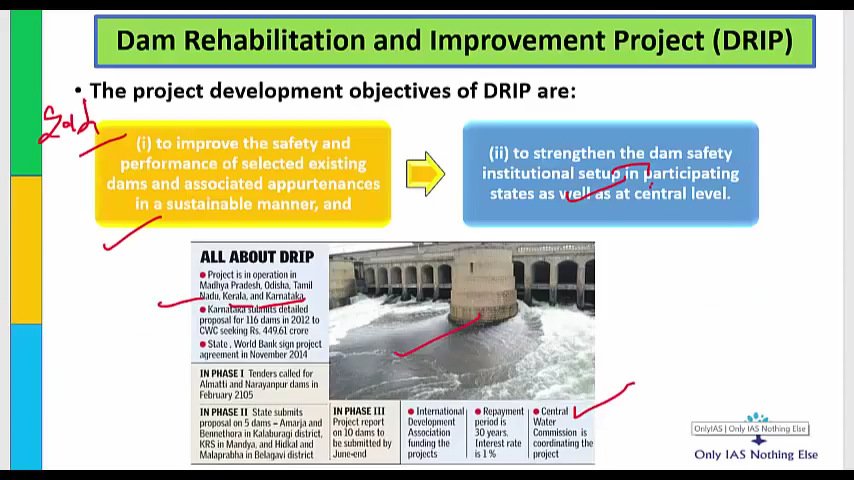 Dam Rehabilitation and Improvement Project (DRIP)
• The project development objectives of DRIP are:
(i) to improve the safety and
performance of selected existing
dams and associated appurtenances
in a sustainable manner, and
(ii) to strengthen the dam safety
institutional setup in participating
states as well as at central level.
ALL ABOUT DRIP
● Project is in operation in
Madhya Pradesh, Odisha, Tamil
Nadu, Kerala, and Karnataka
● Karnataka submits detailed
proposal for 116 dams in 2012 to
CWC seeking Rs. 449.61 crore
● State, World Bank sign project
agreement in November 2014
IN PHASE I Tenders called for
Almatti and Narayanpur dams in
February 2105
IN PHASE II State submits
proposal on 5 dams – Amarja and
Bennethora in Kalaburagi district,
KRS in Mandya, and Hidkal and
Malaprabha in Belagavi district
IN PHASE III
Project report
on 10 dams to
be submitted by
June-end
● International
Development
Association
funding the
projects
● Repayment
period is
30 years.
Interest rate
is 1 %
● Central
Water
Commission is
coordinating the
project
OnlyIAS | Only IAS Nothing Else
Only IAS Nothing Else